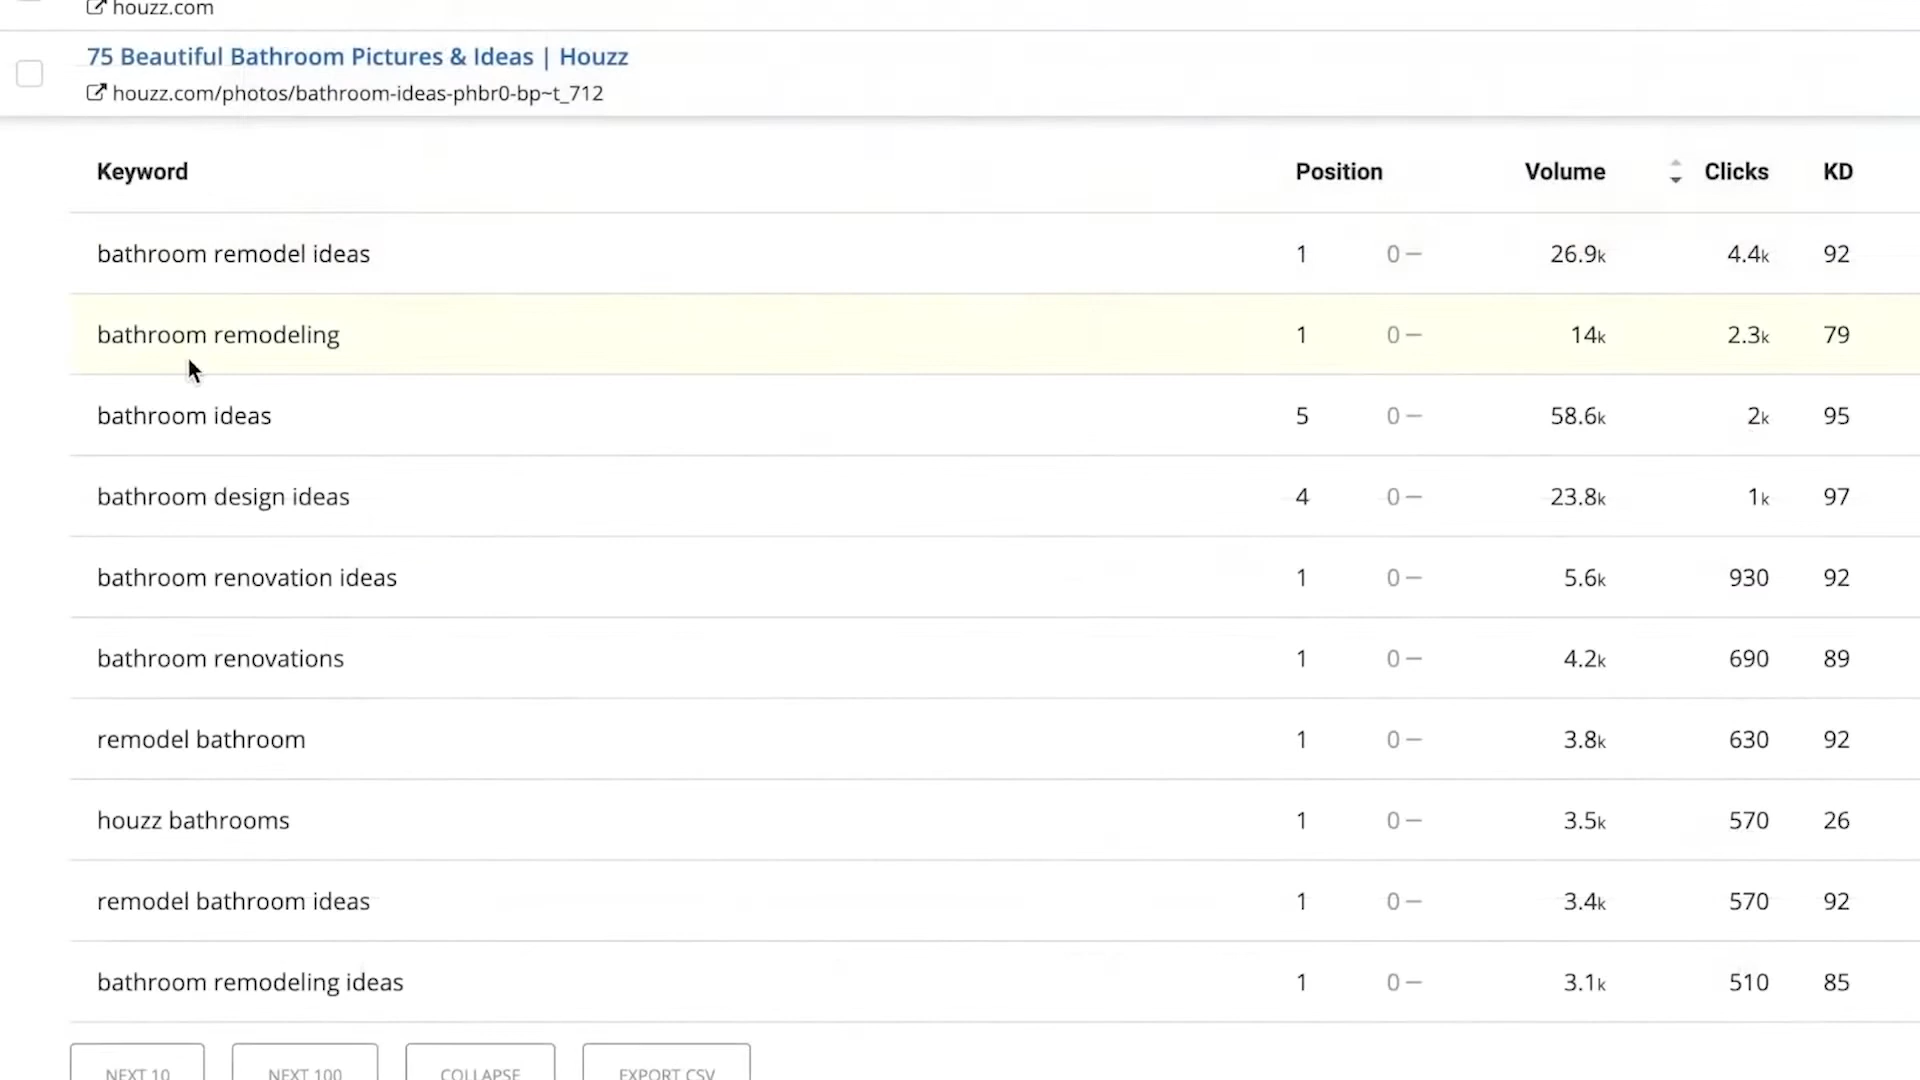 houzz.com
75 Beautiful Bathroom Pictures & Ideas | Houzz
houzz.com/photos/bathroom-ideas-phbr0-bp~t_712
Keyword Position Volume Clicks KD
bathroom remodel ideas 1 0 — 26.9k 4.4k 92
bathroom remodeling 1 0 — 14k 2.3k 79
bathroom ideas 5 0 — 58.6k 2k 95
bathroom design ideas 4 0 — 23.8k 1k 97
bathroom renovation ideas 1 0 — 5.6k 930 92
bathroom renovations 1 0 — 4.2k 690 89
remodel bathroom 1 0 — 3.8k 630 92
houzz bathrooms 1 0 — 3.5k 570 26
remodel bathroom ideas 1 0 — 3.4k 570 92
bathroom remodeling ideas 1 0 — 3.1k 510 85
NEXT 10 NEXT 100 COLLAPSE EXPORT CSV